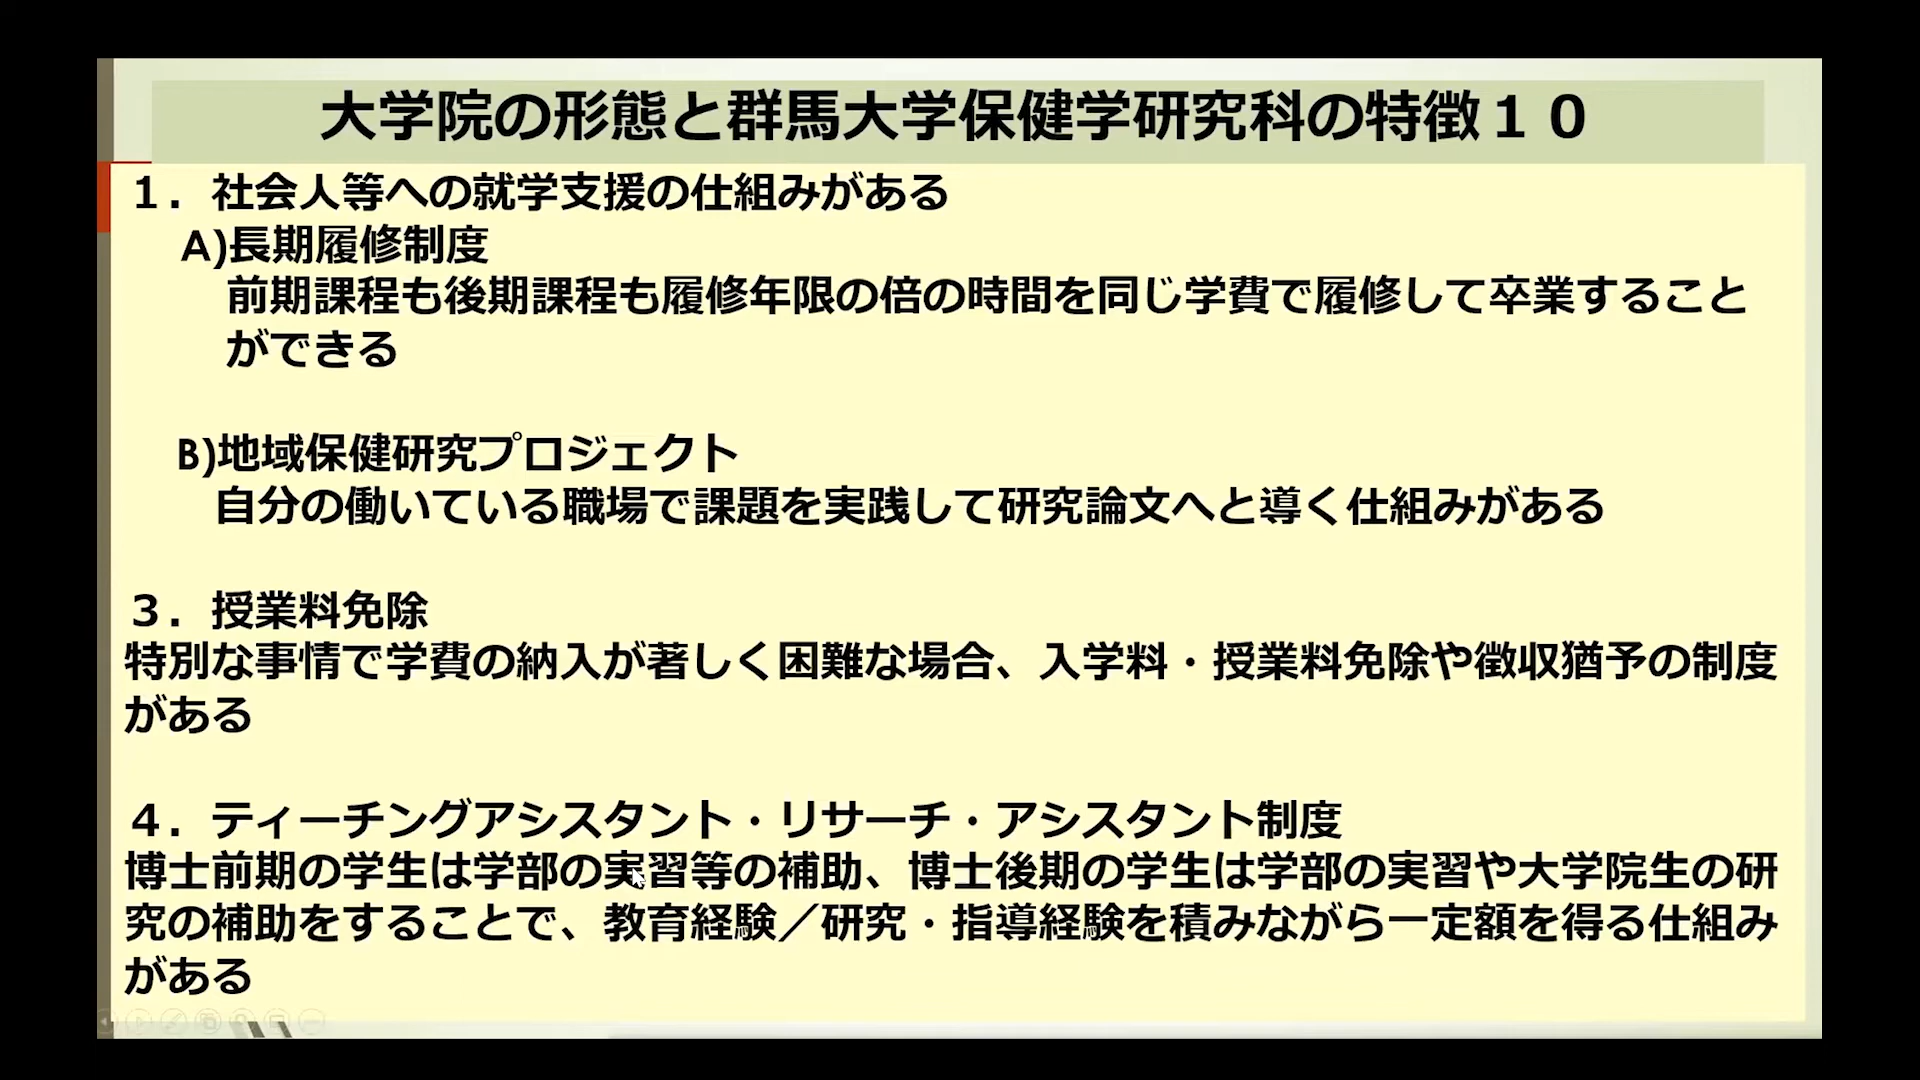 大学院の形態と群馬大学保健学研究科の特徴１０
１．社会人等への就学支援の仕組みがある
A)長期履修制度
前期課程も後期課程も履修年限の倍の時間を同じ学費で履修して卒業すること
ができる
B)地域保健研究プロジェクト
自分の働いている職場で課題を実践して研究論文へと導く仕組みがある
３．授業料免除
特別な事情で学費の納入が著しく困難な場合、入学料・授業料免除や徴収猶予の制度
がある
４．ティーチングアシスタント・リサーチ・アシスタント制度
博士前期の学生は学部の実習等の補助、博士後期の学生は学部の実習や大学院生の研
究の補助をすることで、教育経験／研究・指導経験を積みながら一定額を得る仕組み
がある